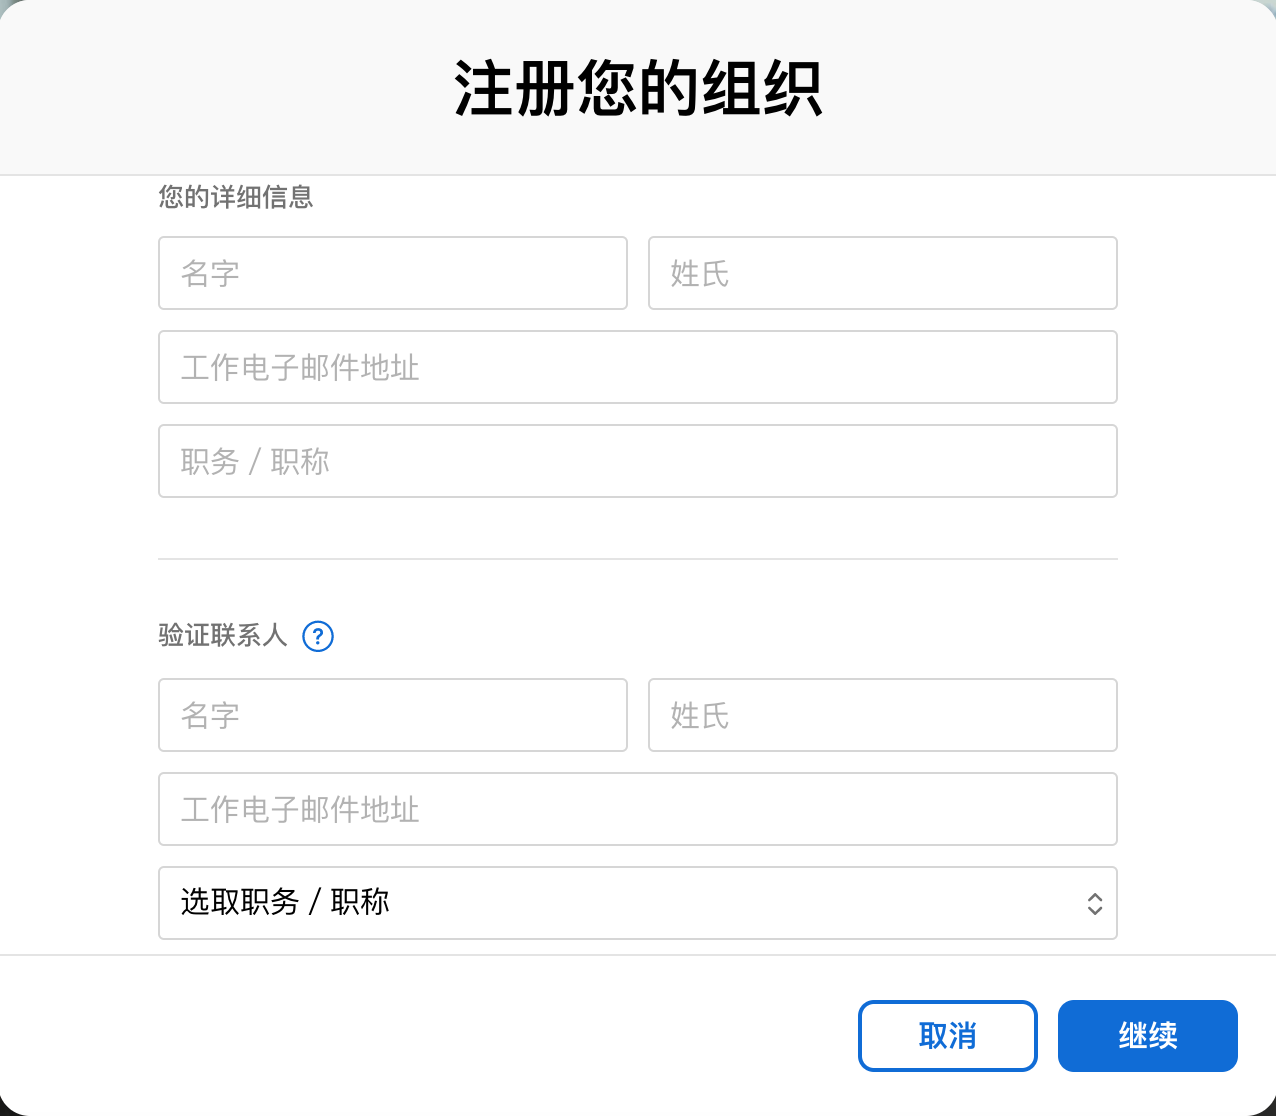 注册您的组织
您的详细信息
名字
姓氏
工作电子邮件地址
职务 / 职称
验证联系人 ?
名字
姓氏
工作电子邮件地址
选取职务 / 职称
取消
继续